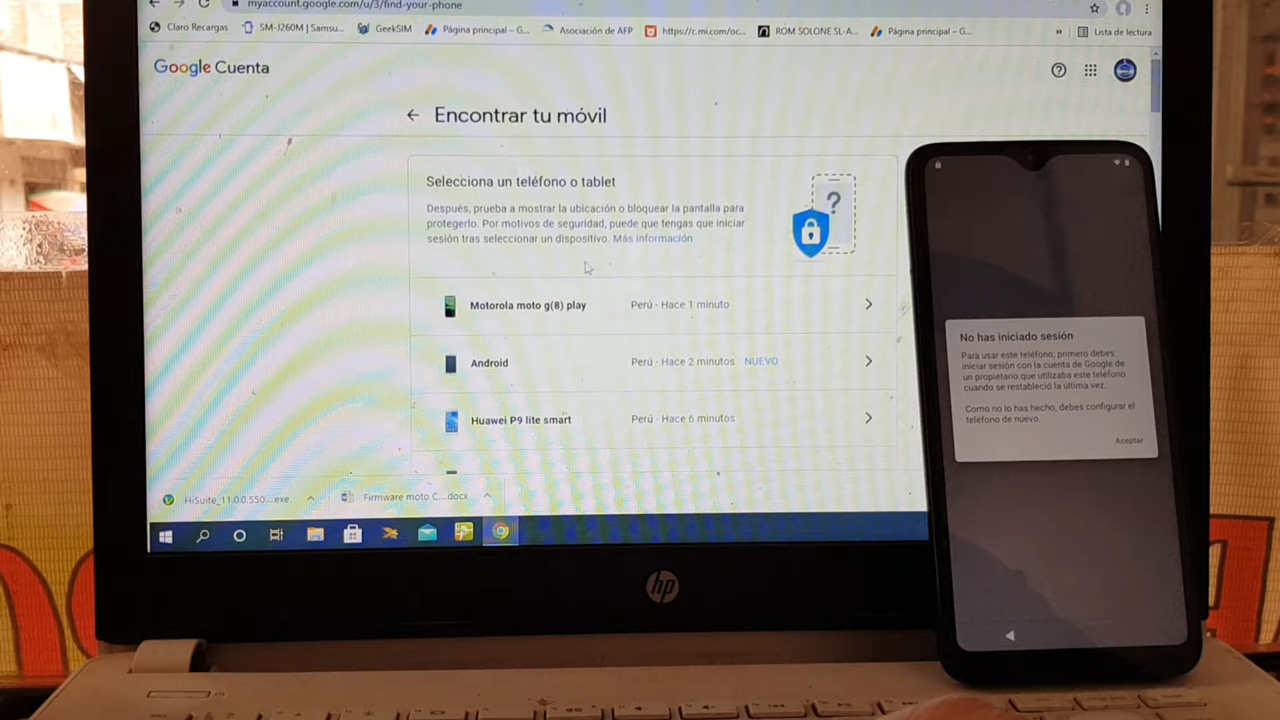 myaccount.google.com/u/3/find-your-phone
Claro Recargas
SM-J260M | Samsu...
GeekSIM
Página principal – G...
Asociación de AFP
https://c.mi.com/oc...
ROM SOLONE SL-A...
Página principal – G...
»
Lista de lectura
Google Cuenta
Encontrar tu móvil
Selecciona un teléfono o tablet
Después, prueba a mostrar la ubicación o bloquear la pantalla para
protegerlo. Por motivos de seguridad, puede que tengas que iniciar
sesión tras seleccionar un dispositivo. Más información
Motorola moto g(8) play
Perú - Hace 1 minuto
Android
Perú - Hace 2 minutos NUEVO
Huawei P9 lite smart
Perú - Hace 6 minutos
HiSuite_11.0.0.550....exe
Firmware moto C....docx
hp
No has iniciado sesión
Para usar este teléfono, primero debes
iniciar sesión con la cuenta de Google de
un propietario que utilizaba este teléfono
cuando se restableció la última vez.
Como no lo has hecho, debes configurar el
teléfono de nuevo.
Aceptar